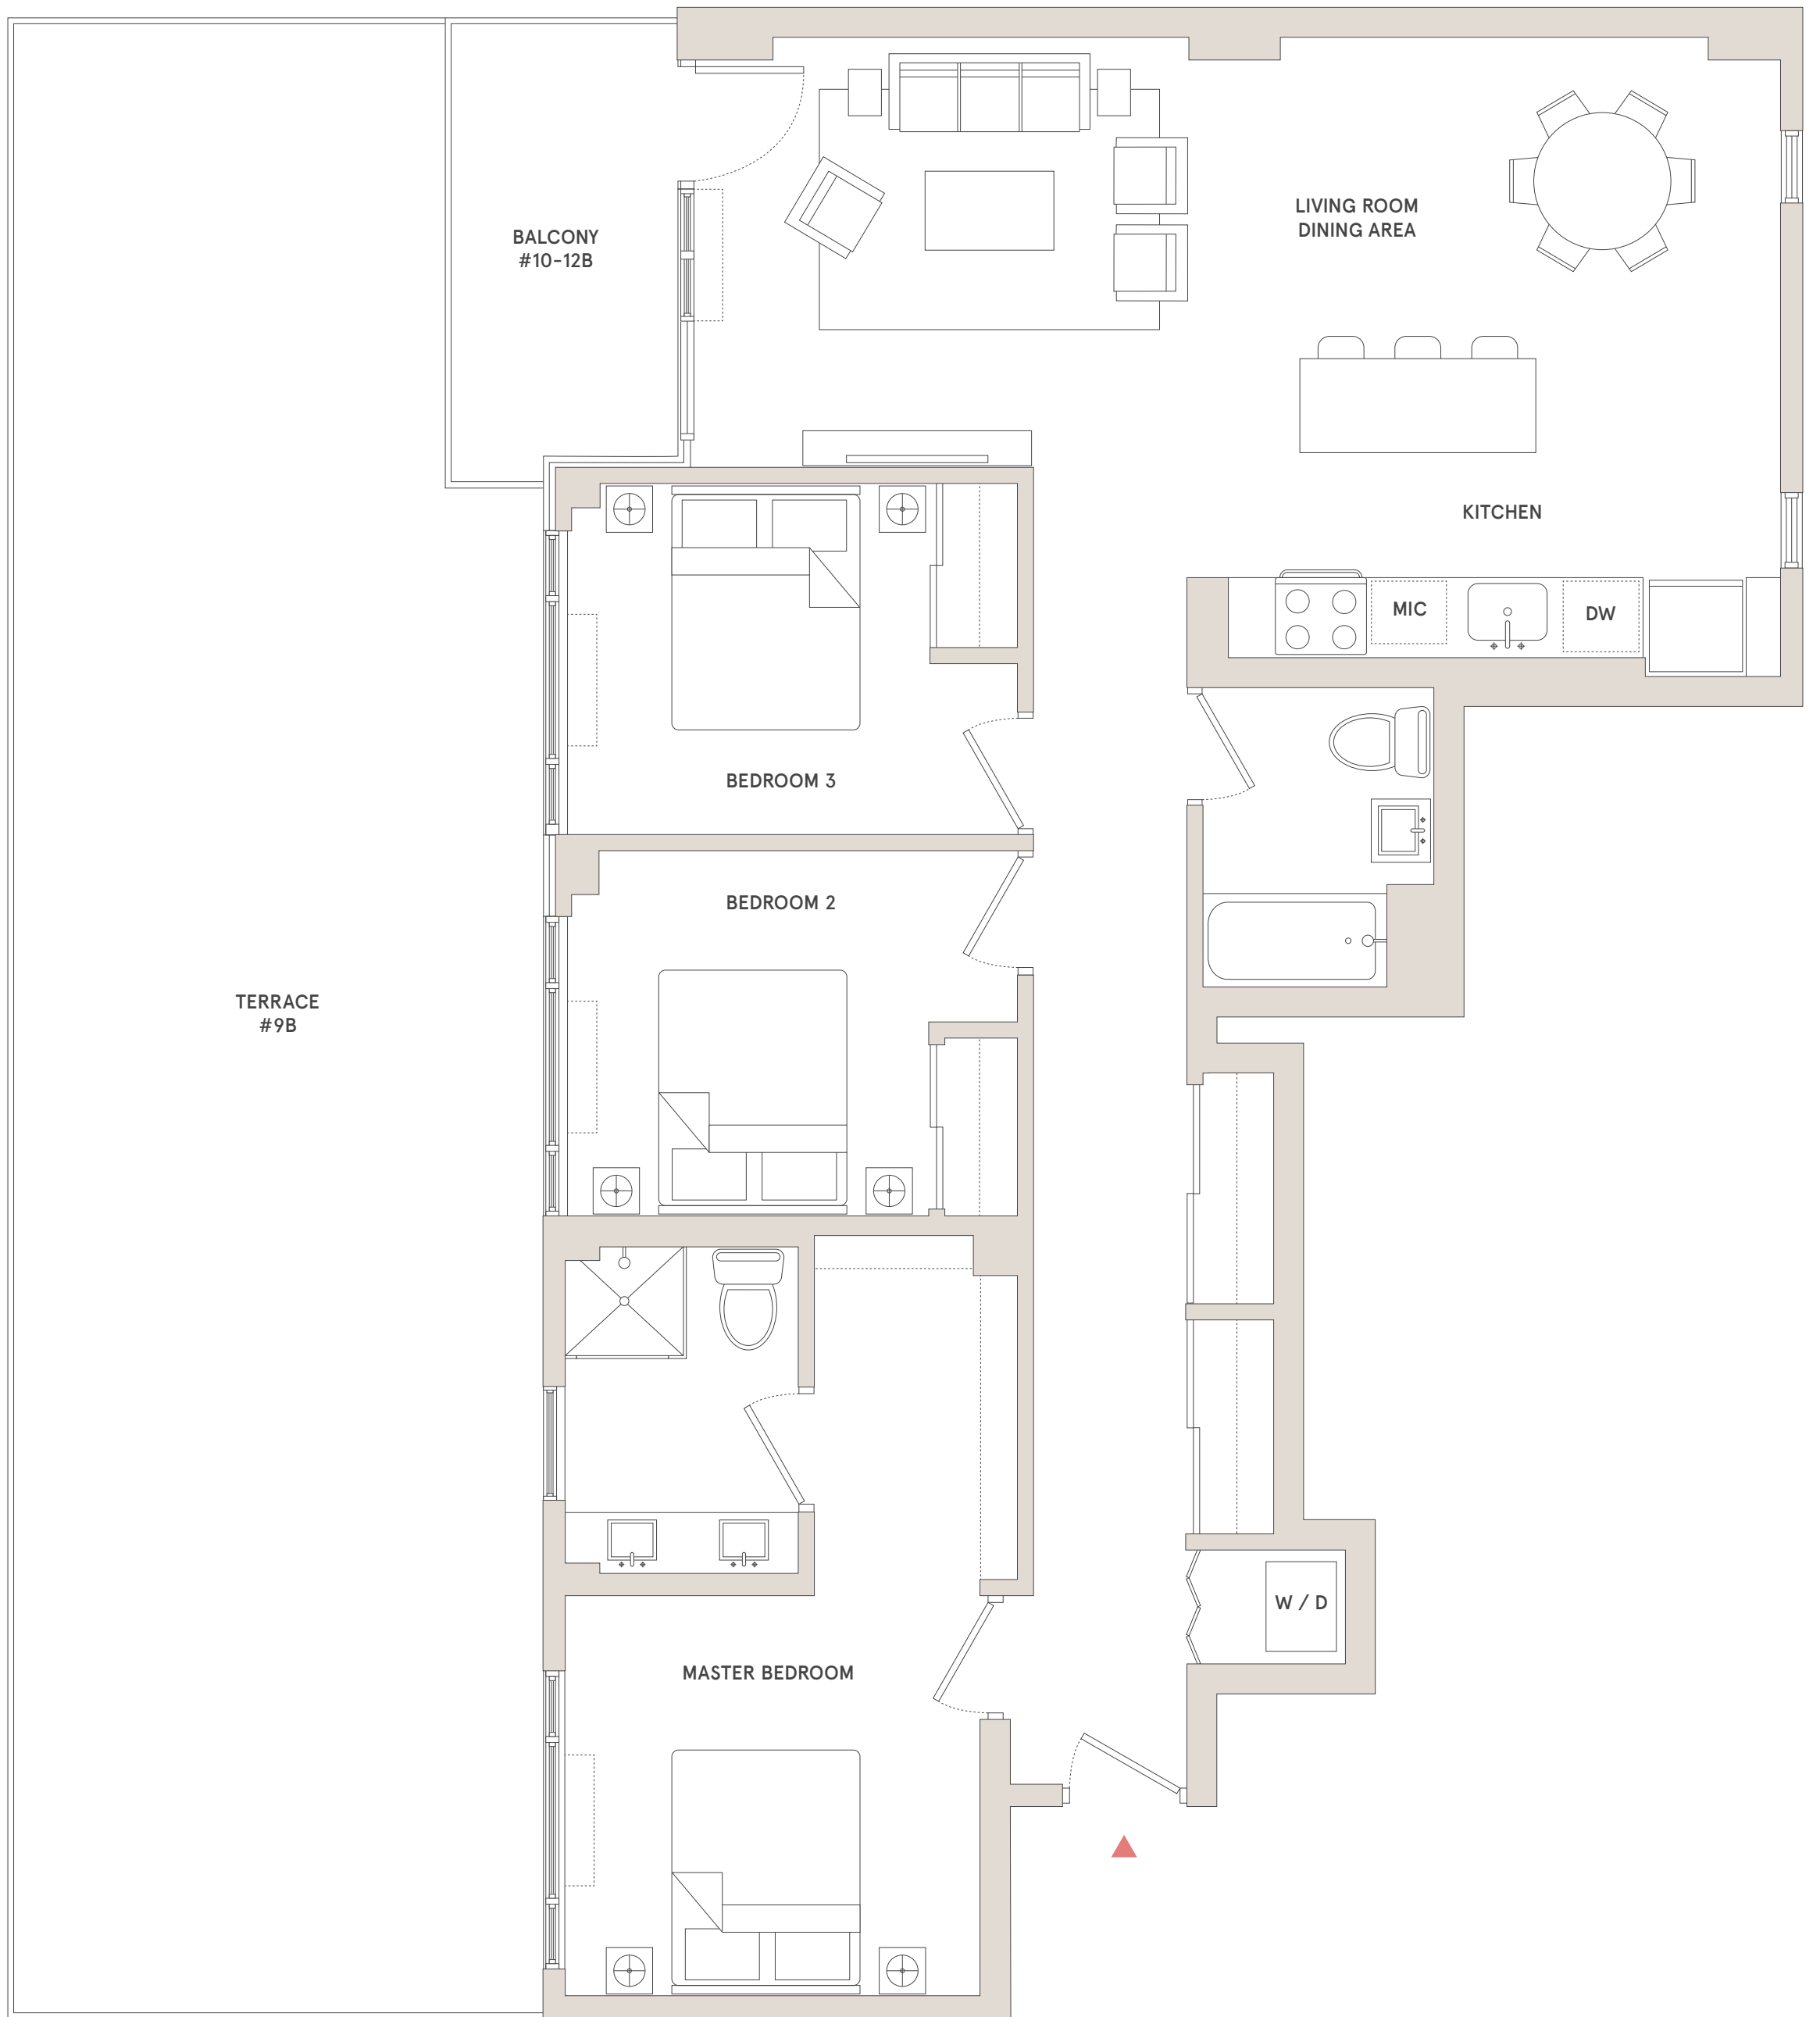 BALCONY
#10-12B
LIVING ROOM
DINING AREA
KITCHEN
MIC
DW
BEDROOM 3
BEDROOM 2
TERRACE
#9B
W / D
MASTER BEDROOM